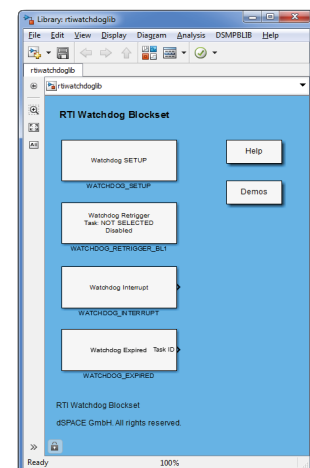 Library: rtiwatchdoglib
File Edit View Display Diagram Analysis DSMPBLIB Help
rtiwatchdoglib
rtiwatchdoglib
RTI Watchdog Blockset
Watchdog SETUP
WATCHDOG_SETUP
Help
Demos
Watchdog Retrigger
Task: NOT SELECTED
Disabled
WATCHDOG_RETRIGGER_BL1
Watchdog Interrupt
WATCHDOG_INTERRUPT
Watchdog Expired Task ID
WATCHDOG_EXPIRED
RTI Watchdog Blockset
dSPACE GmbH. All rights reserved.
Ready 100%